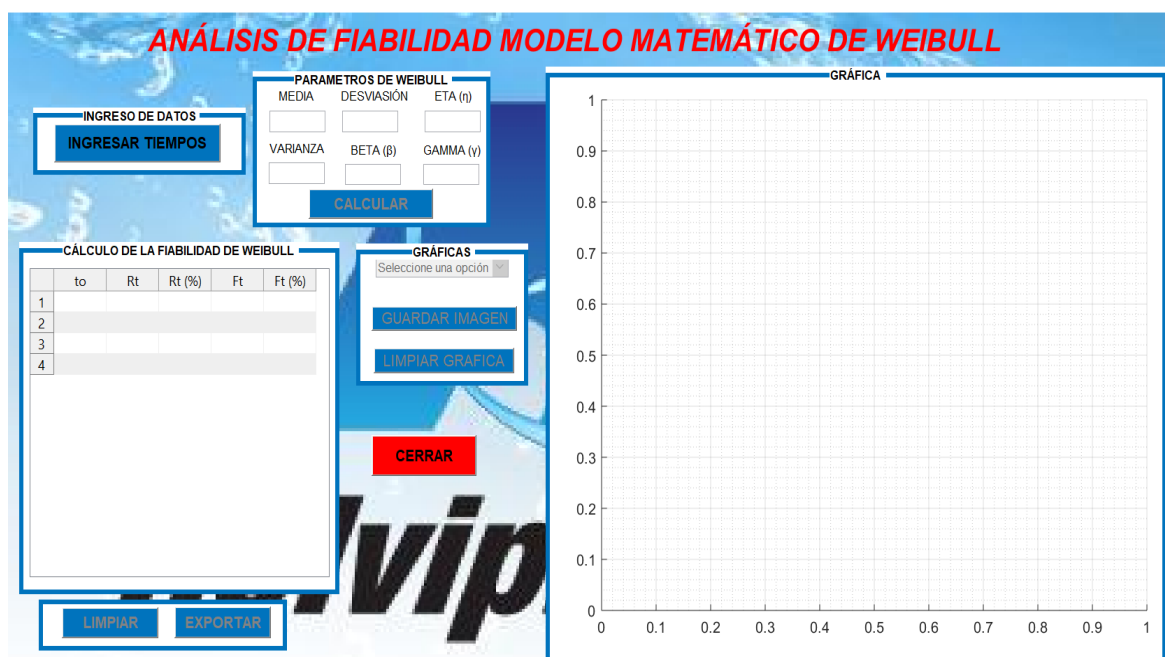 ANÁLISIS DE FIABILIDAD MODELO MATEMÁTICO DE WEIBULL
INGRESO DE DATOS
INGRESAR TIEMPOS
PARAMETROS DE WEIBULL
MEDIA DESVIASIÓN ETA (η)
VARIANZA BETA (β) GAMMA (γ)
CALCULAR
CÁLCULO DE LA FIABILIDAD DE WEIBULL
to Rt Rt (%) Ft Ft (%)
1
2
3
4
GRÁFICAS
Seleccione una opción
GUARDAR IMAGEN
LIMPIAR GRAFICA
CERRAR
LIMPIAR EXPORTAR
GRÁFICA
1
0.9
0.8
0.7
0.6
0.5
0.4
0.3
0.2
0.1
0
0 0.1 0.2 0.3 0.4 0.5 0.6 0.7 0.8 0.9 1